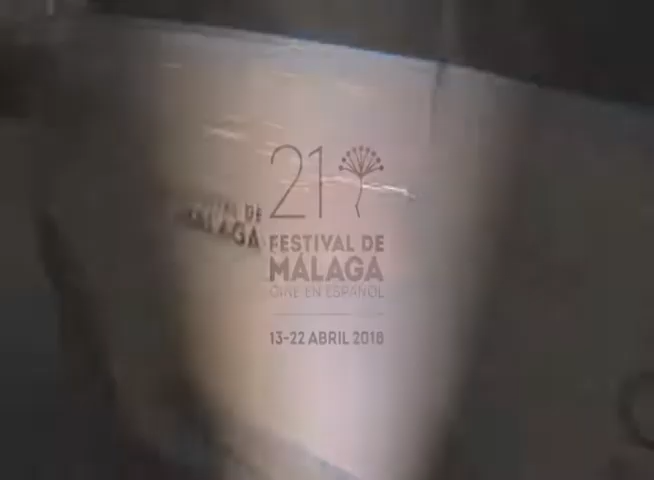 21
FESTIVAL DE
MÁLAGA
CINE EN ESPAÑOL
13-22 ABRIL 2018